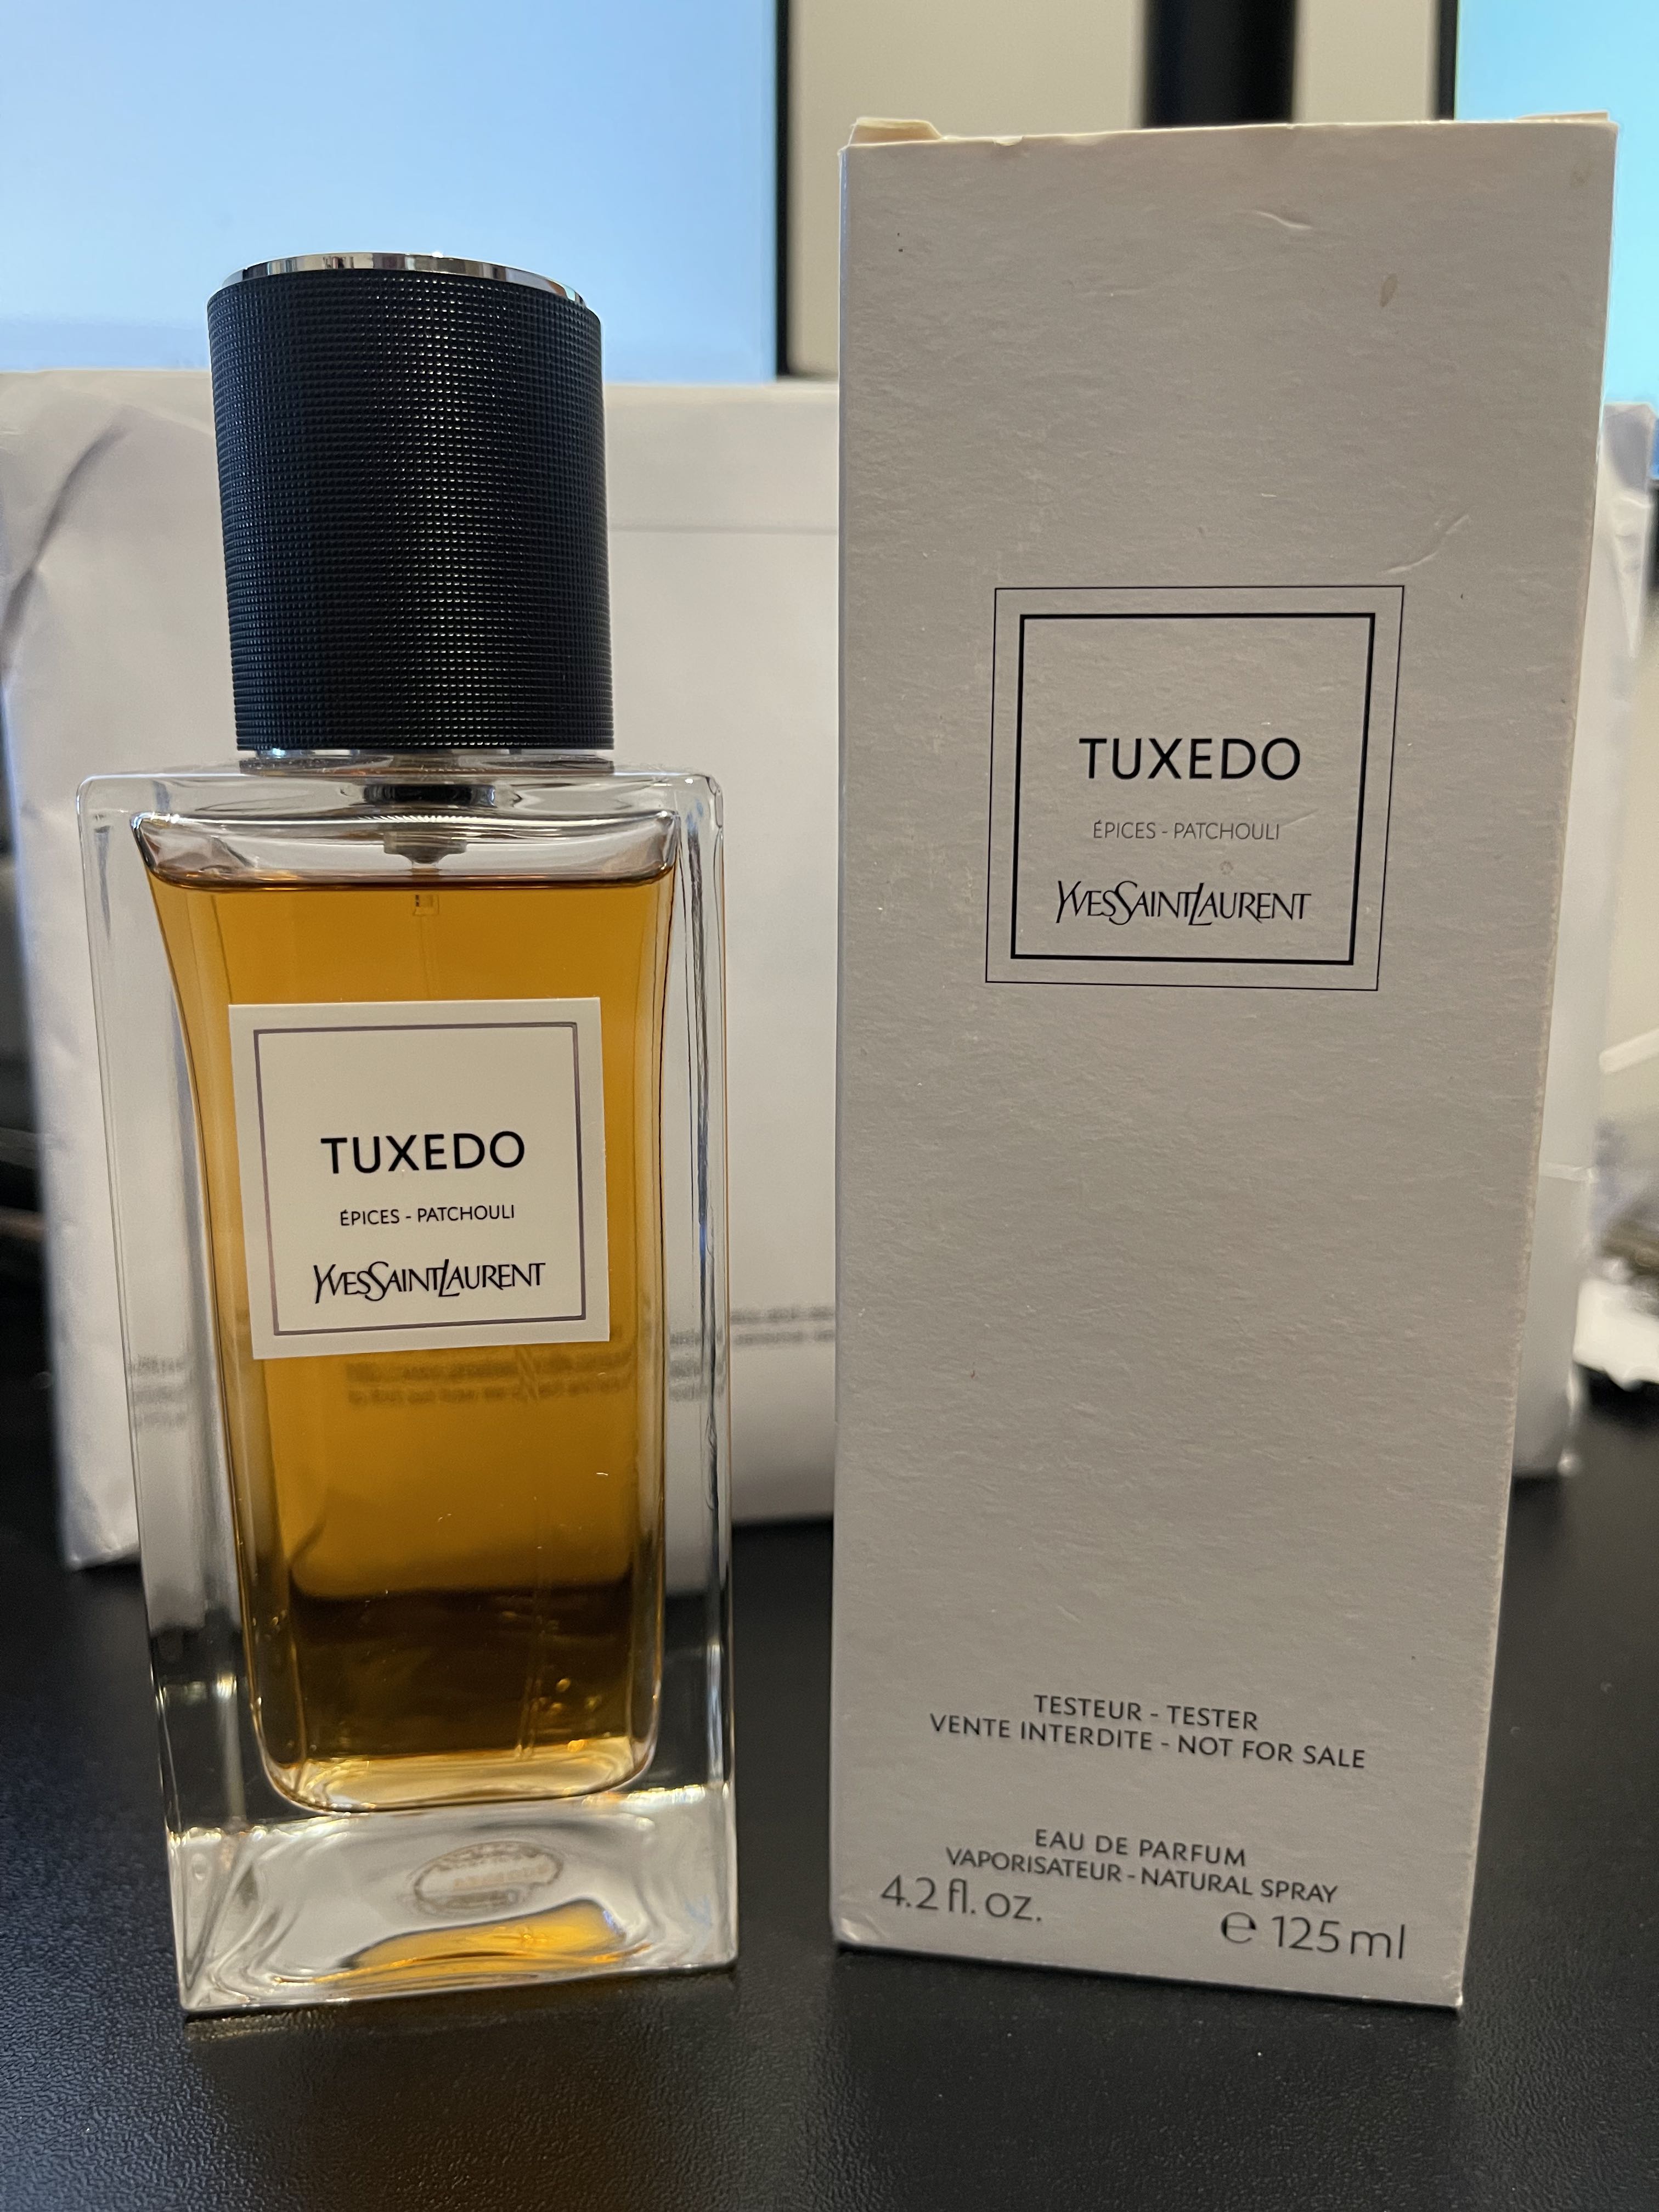 TUXEDO
ÉPICES - PATCHOULI
YVESSAINTLAURENT
TUXEDO
ÉPICES - PATCHOULI
YVESSAINTLAURENT
TESTEUR - TESTER
VENTE INTERDITE - NOT FOR SALE
EAU DE PARFUM
VAPORISATEUR - NATURAL SPRAY
4.2 fl. oz.
℮ 125 ml